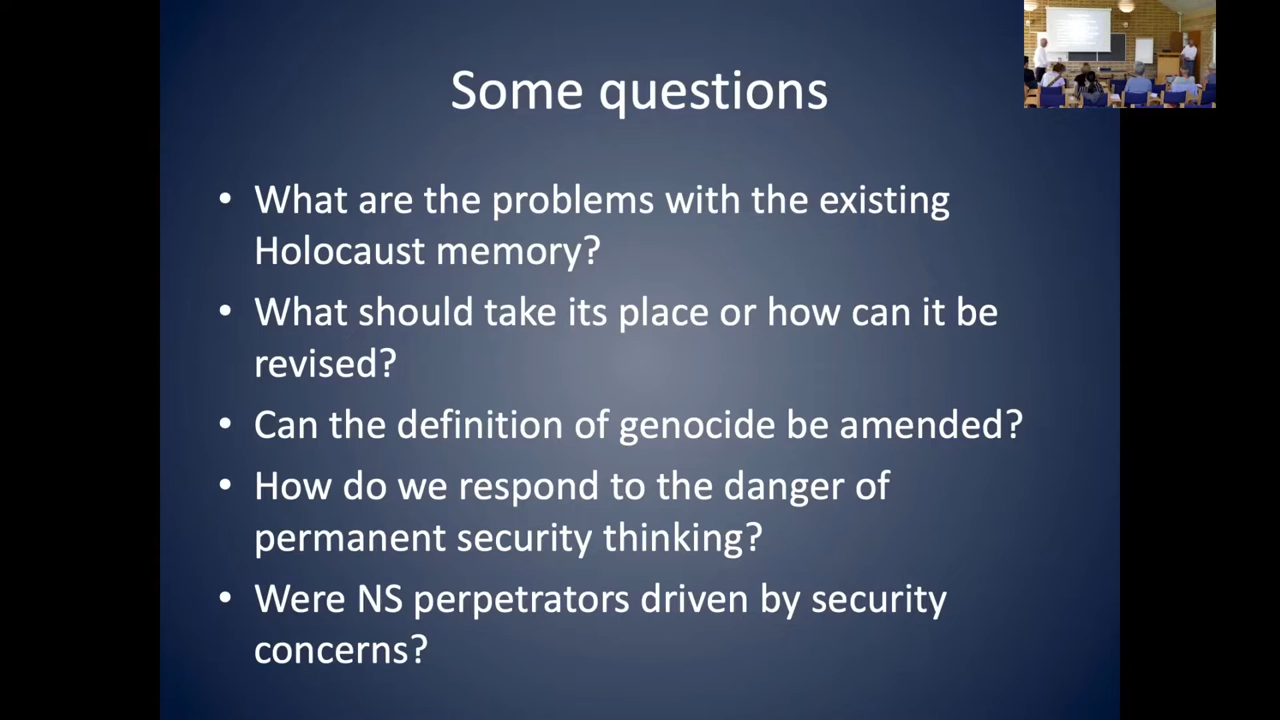 Some questions
• What are the problems with the existing
Holocaust memory?
• What should take its place or how can it be
revised?
• Can the definition of genocide be amended?
• How do we respond to the danger of
permanent security thinking?
• Were NS perpetrators driven by security
concerns?